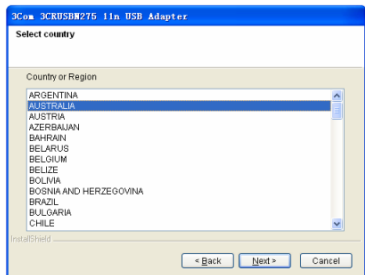 3Com 3CRUSBN275 11n USB Adapter
Select country
Country or Region
ARGENTINA
AUSTRALIA
AUSTRIA
AZERBAIJAN
BAHRAIN
BELARUS
BELGIUM
BELIZE
BOLIVIA
BOSNIA AND HERZEGOVINA
BRAZIL
BULGARIA
CHILE
InstallShield
< Back Next > Cancel